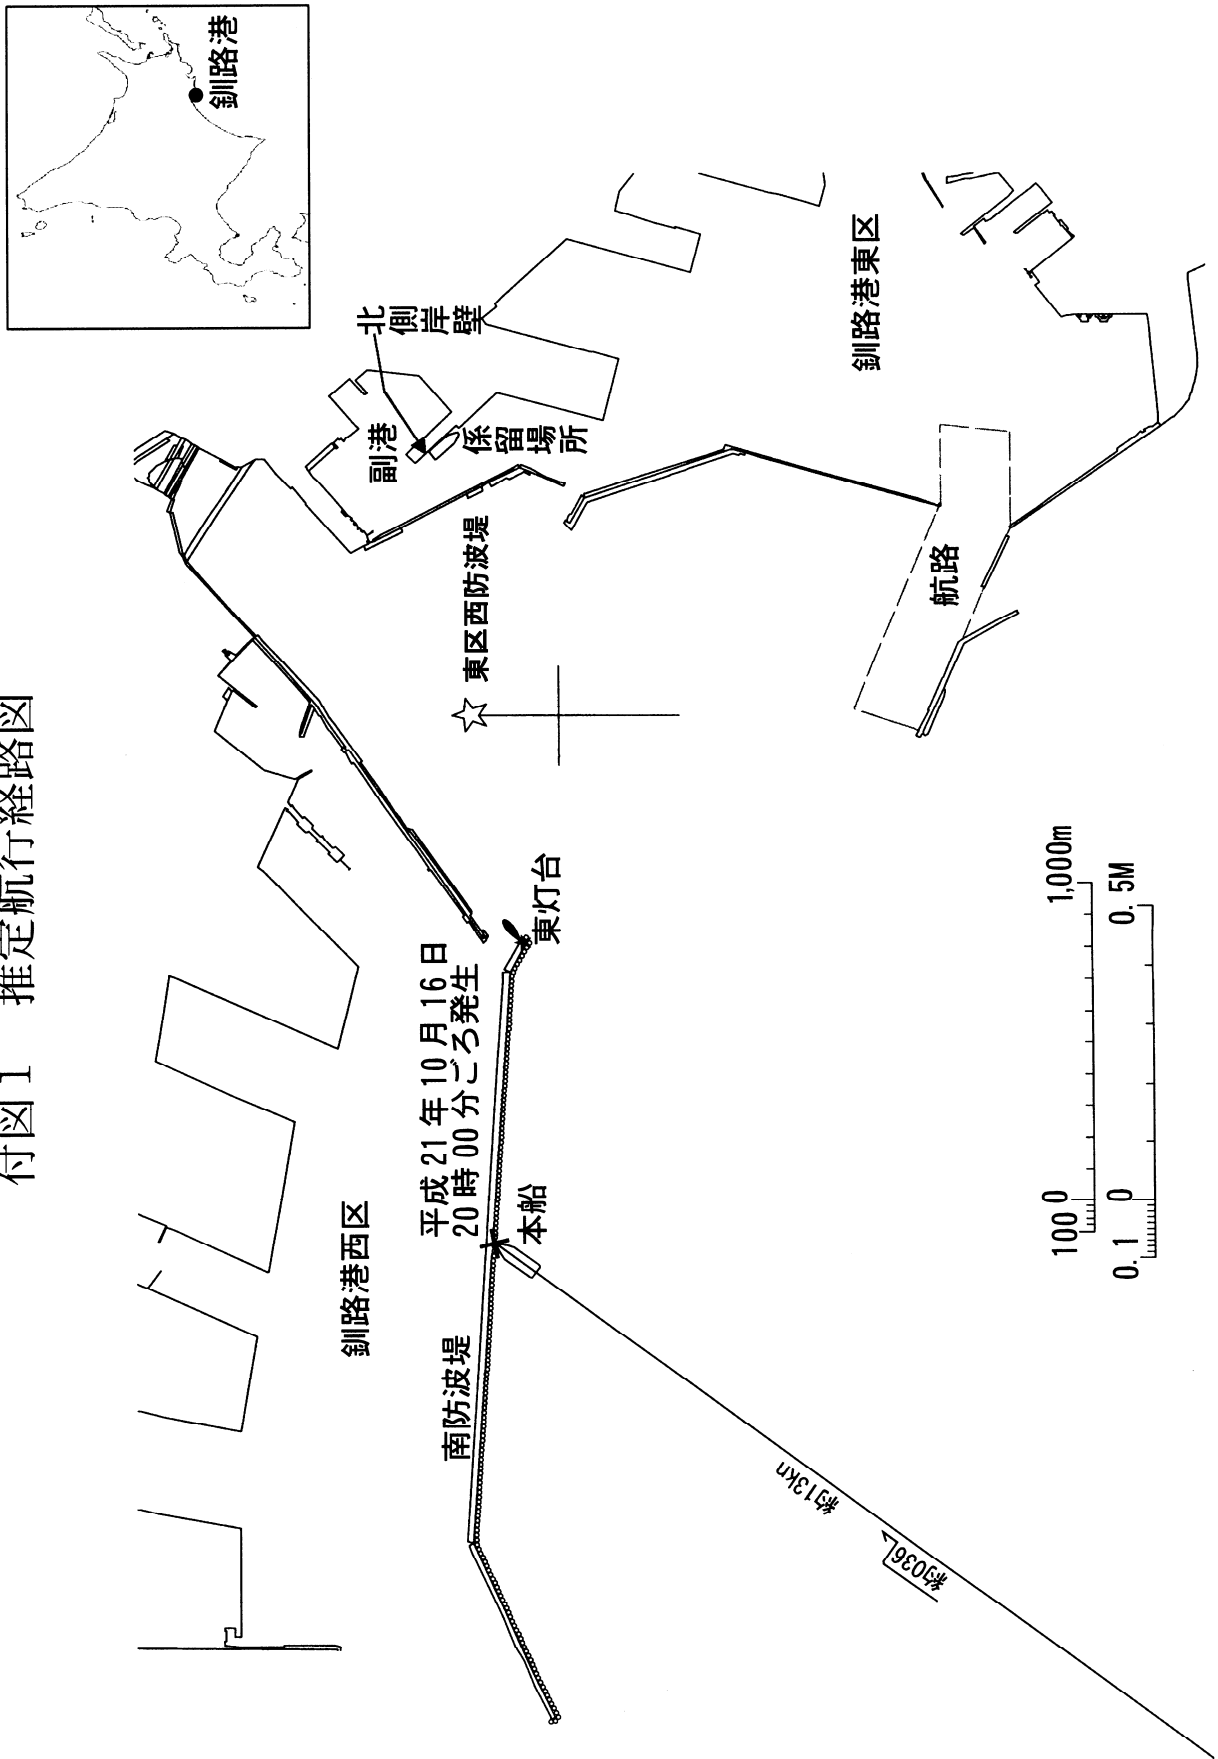 付図1 推定航行経路図
釧路港
北側岸壁
副港
係留場所
釧路港東区
東区西防波堤
航路
東灯台
平成21年10月16日
20時00分ごろ発生
本船
釧路港西区
南防波堤
約13kn
約036L
100 0 1,000m
0.1 0 0.5M